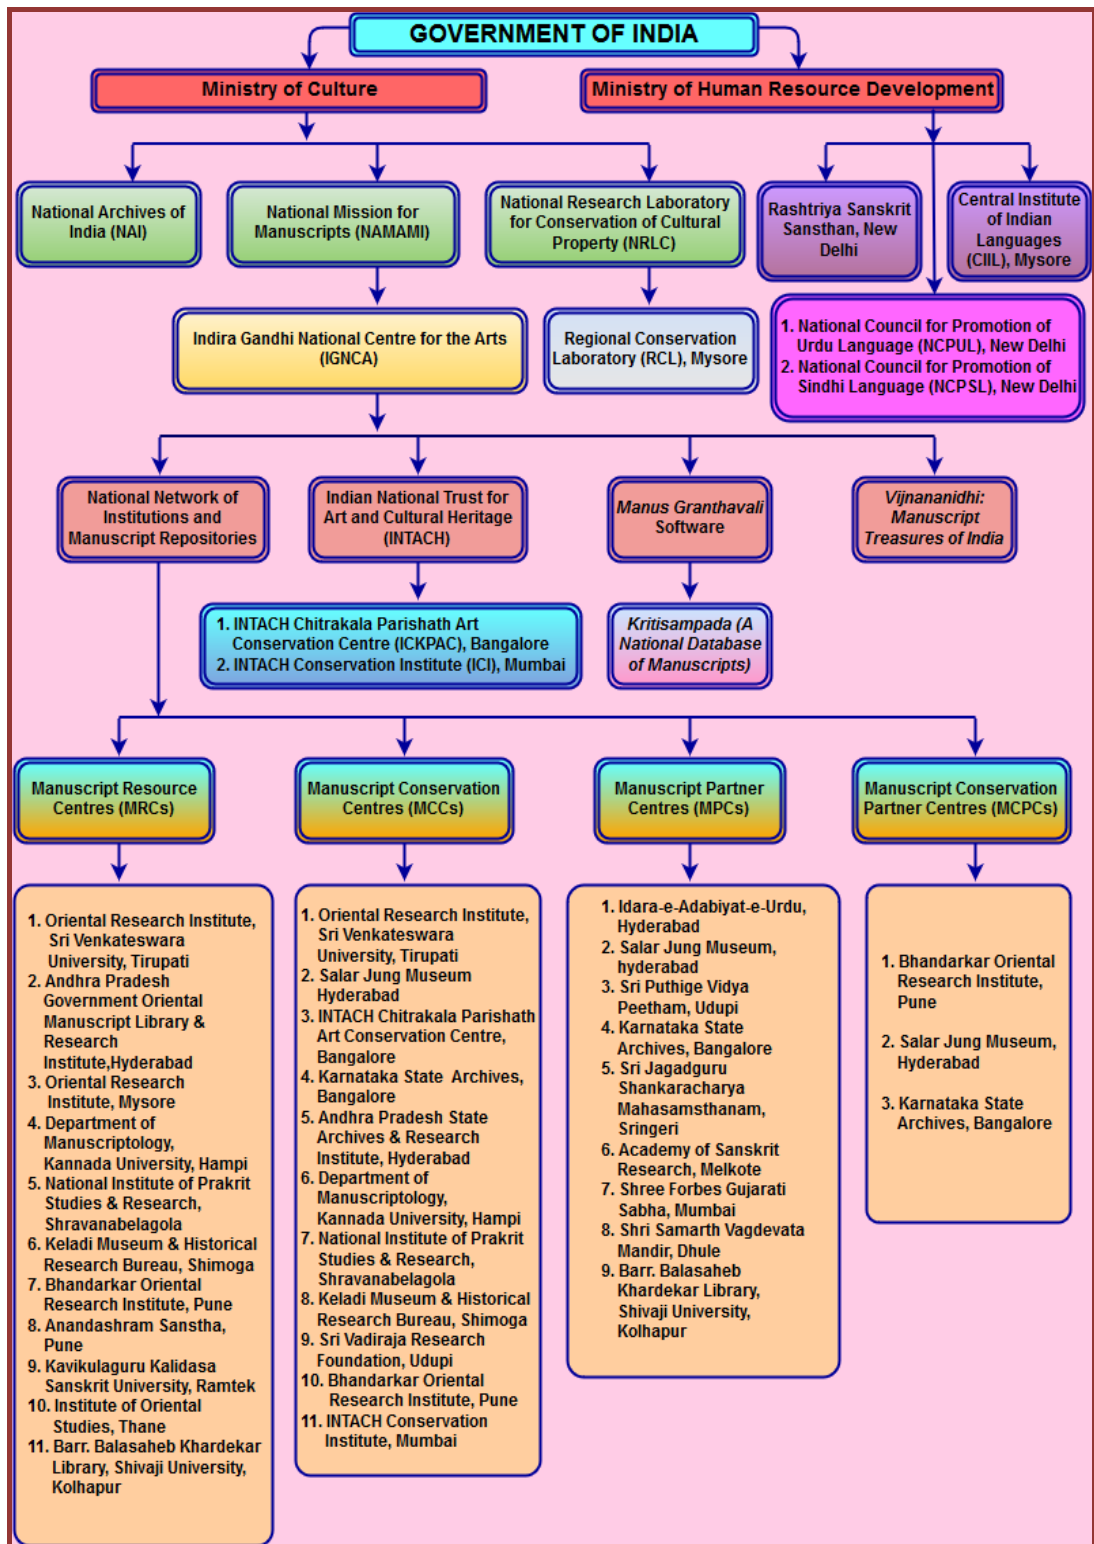 GOVERNMENT OF INDIA
Ministry of Culture
Ministry of Human Resource Development
National Archives of
India (NAI)
National Mission for
Manuscripts (NAMAMI)
National Research Laboratory
for Conservation of Cultural
Property (NRLC)
Rashtriya Sanskrit
Sansthan, New
Delhi
Central Institute
of Indian
Languages
(CIIL), Mysore
Indira Gandhi National Centre for the Arts
(IGNCA)
Regional Conservation
Laboratory (RCL), Mysore
1. National Council for Promotion of
Urdu Language (NCPUL), New Delhi
2. National Council for Promotion of
Sindhi Language (NCPSL), New Delhi
National Network of
Institutions and
Manuscript Repositories
Indian National Trust for
Art and Cultural Heritage
(INTACH)
Manus Granthavali
Software
Vijnananidhi:
Manuscript
Treasures of India
1. INTACH Chitrakala Parishath Art
Conservation Centre (ICKPAC), Bangalore
2. INTACH Conservation Institute (ICI), Mumbai
Kritisampada (A
National Database
of Manuscripts)
Manuscript Resource
Centres (MRCs)
Manuscript Conservation
Centres (MCCs)
Manuscript Partner
Centres (MPCs)
Manuscript Conservation
Partner Centres (MCPCs)
1. Oriental Research Institute,
Sri Venkateswara
University, Tirupati
2. Andhra Pradesh
Government Oriental
Manuscript Library &
Research
Institute,Hyderabad
3. Oriental Research
Institute, Mysore
4. Department of
Manuscriptology,
Kannada University, Hampi
5. National Institute of Prakrit
Studies & Research,
Shravanabelagola
6. Keladi Museum & Historical
Research Bureau, Shimoga
7. Bhandarkar Oriental
Research Institute, Pune
8. Anandashram Sanstha,
Pune
9. Kavikulaguru Kalidasa
Sanskrit University, Ramtek
10. Institute of Oriental
Studies, Thane
11. Barr. Balasaheb Khardekar
Library, Shivaji University,
Kolhapur
1. Oriental Research Institute,
Sri Venkateswara
University, Tirupati
2. Salar Jung Museum
Hyderabad
3. INTACH Chitrakala Parishath
Art Conservation Centre,
Bangalore
4. Karnataka State Archives,
Bangalore
5. Andhra Pradesh State
Archives & Research
Institute, Hyderabad
6. Department of
Manuscriptology,
Kannada University, Hampi
7. National Institute of Prakrit
Studies & Research,
Shravanabelagola
8. Keladi Museum & Historical
Research Bureau, Shimoga
9. Sri Vadiraja Research
Foundation, Udupi
10. Bhandarkar Oriental
Research Institute, Pune
11. INTACH Conservation
Institute, Mumbai
1. Idara-e-Adabiyat-e-Urdu,
Hyderabad
2. Salar Jung Museum,
hyderabad
3. Sri Puthige Vidya
Peetham, Udupi
4. Karnataka State
Archives, Bangalore
5. Sri Jagadguru
Shankaracharya
Mahasamsthanam,
Sringeri
6. Academy of Sanskrit
Research, Melkote
7. Shree Forbes Gujarati
Sabha, Mumbai
8. Shri Samarth Vagdevata
Mandir, Dhule
9. Barr. Balasaheb
Khardekar Library,
Shivaji University,
Kolhapur
1. Bhandarkar Oriental
Research Institute,
Pune
2. Salar Jung Museum,
Hyderabad
3. Karnataka State
Archives, Bangalore